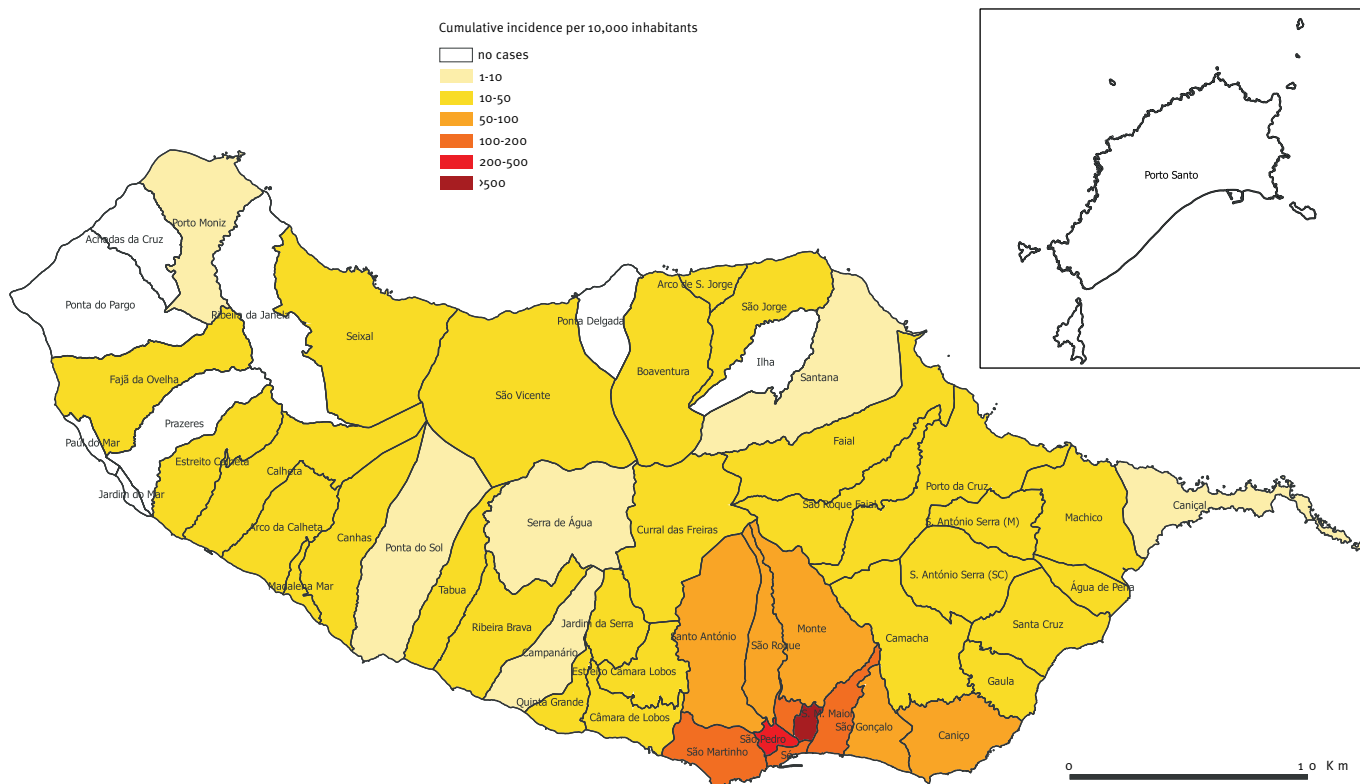 Cumulative incidence per 10,000 inhabitants
no cases
1-10
10-50
50-100
100-200
200-500
>500
Porto Santo
Porto Moniz
Achadas da Cruz
Ponta do Pargo
Ribeira da Janela
Ponta Delgada
Arco de S. Jorge
São Jorge
Seixal
Ilha
Boaventura
Santana
Fajã da Ovelha
São Vicente
Prazeres
Paúl do Mar
Faial
Estreito Calheta
Calheta
Jardim do Mar
Porto da Cruz
São Roque Faial
Caniçal
Arco da Calheta
Canhas
Serra de Água
Curral das Freiras
S. António Serra (M)
Machico
Ponta do Sol
S. António Serra (SC)
Magalena Mar
Tabua
Água de Pena
Ribeira Brava
Jardim da Serra
Santo António
São Roque
Monte
Camacha
Santa Cruz
Campanário
Estreito Câmara Lobos
Gaula
Quinta Grande
Câmara de Lobos
S. M. Maior
São Gonçalo
Caniço
São Pedro
São Martinho
Sé
0 10 Km